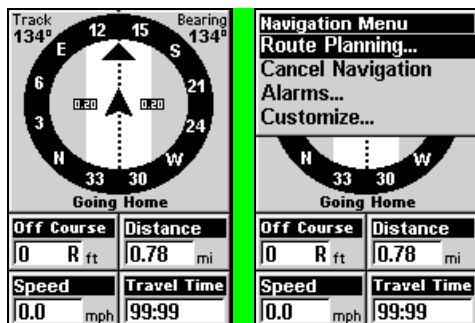 Track Bearing
134° 134°
12 15
E S
6 21
0.20 0.20
3 24
N W
33 30
Going Home
Off Course Distance
0 R ft 0.78 mi
Speed Travel Time
0.0 mph 99:99
Navigation Menu
Route Planning...
Cancel Navigation
Alarms...
Customize...
N W
33 30
Going Home
Off Course Distance
0 R ft 0.78 mi
Speed Travel Time
0.0 mph 99:99